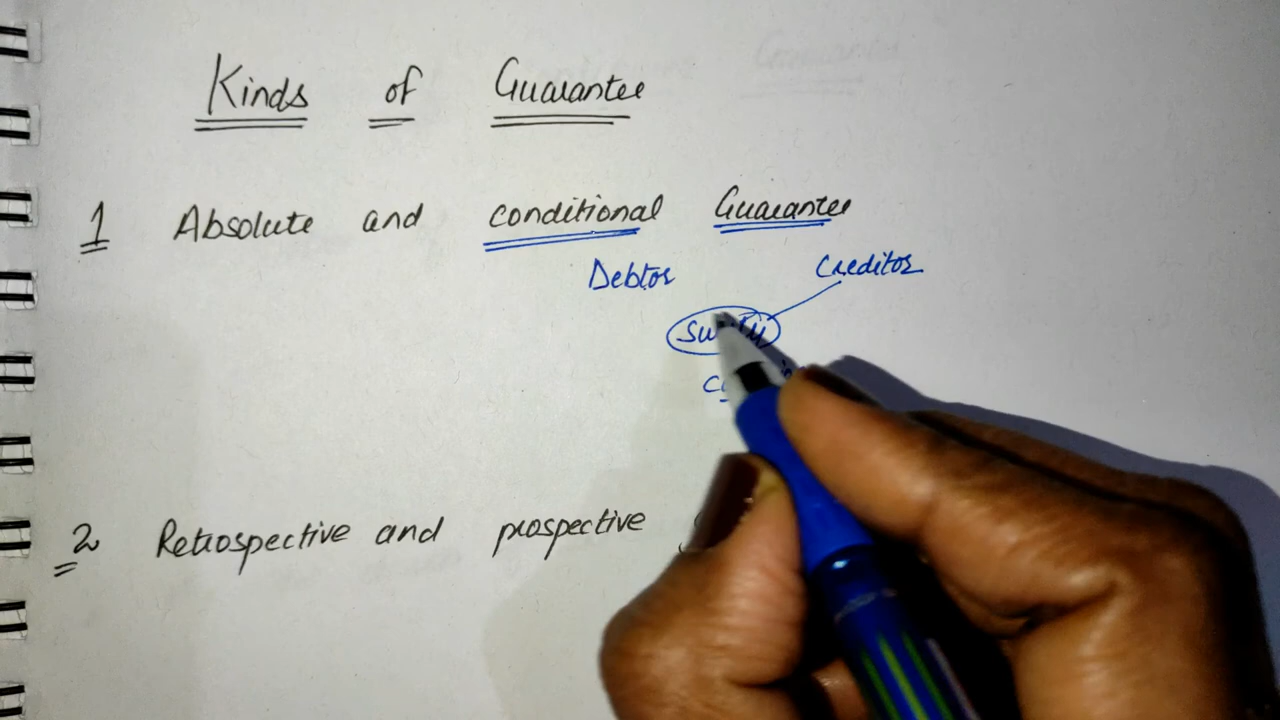 Kinds of Guarantee
1 Absolute and conditional Guarantee
Debtor Creditor
2 Retrospective and prospective